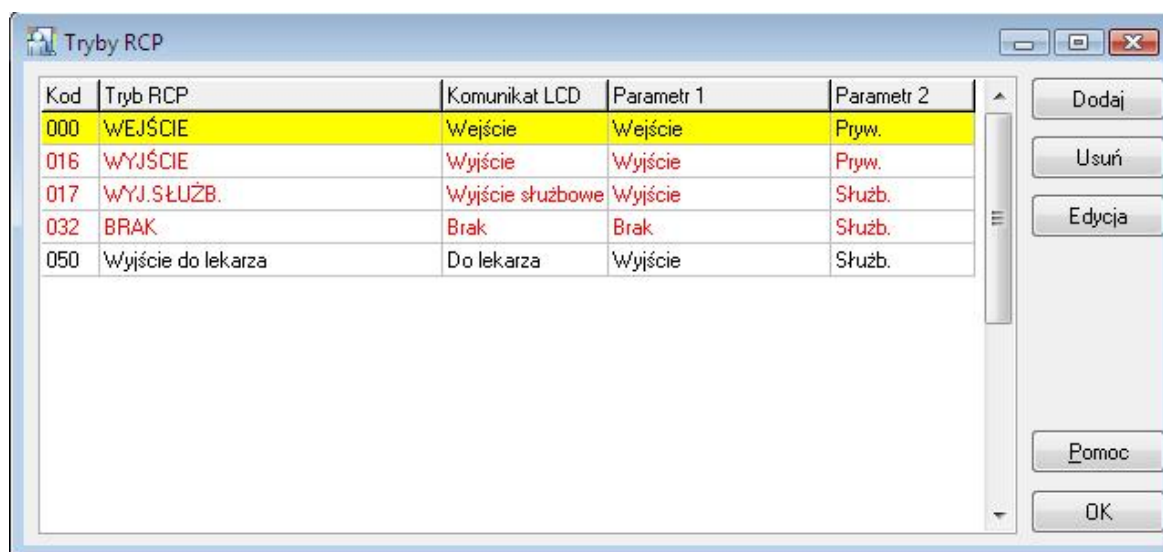 Tryby RCP
Kod Tryb RCP Komunikat LCD Parametr 1 Parametr 2
000 WEJŚCIE Wejście Wejście Pryw.
016 WYJŚCIE Wyjście Wyjście Pryw.
017 WYJ.SŁUŻB. Wyjście służbowe Wyjście Służb.
032 BRAK Brak Brak Służb.
050 Wyjście do lekarza Do lekarza Wyjście Służb.
Dodaj
Usuń
Edycja
Pomoc
OK